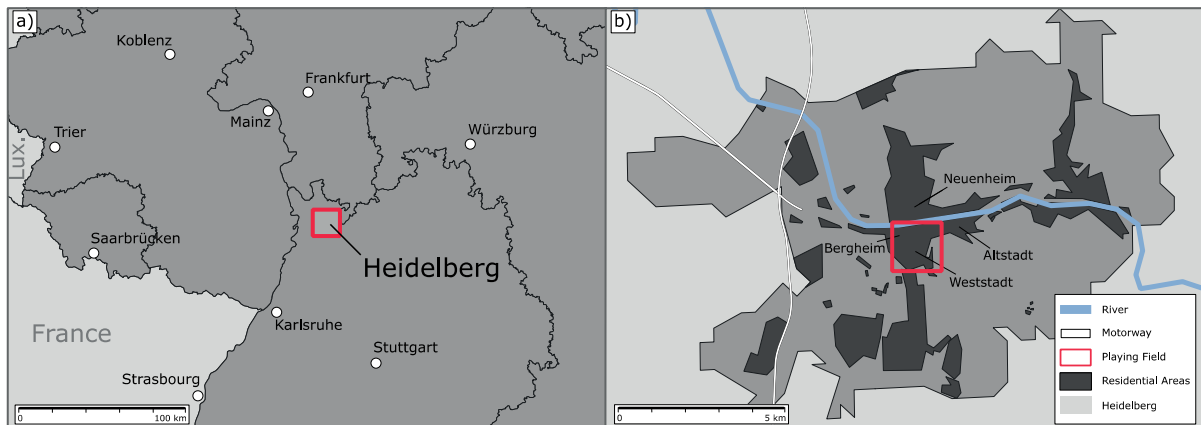 a)
Koblenz
Frankfurt
Mainz
Würzburg
Trier
Lux.
Saarbrücken
Heidelberg
France
Karlsruhe
Stuttgart
Strasbourg
0
100 km
b)
Neuenheim
Bergheim
Altstadt
Weststadt
River
Motorway
Playing Field
Residential Areas
Heidelberg
0
5 km